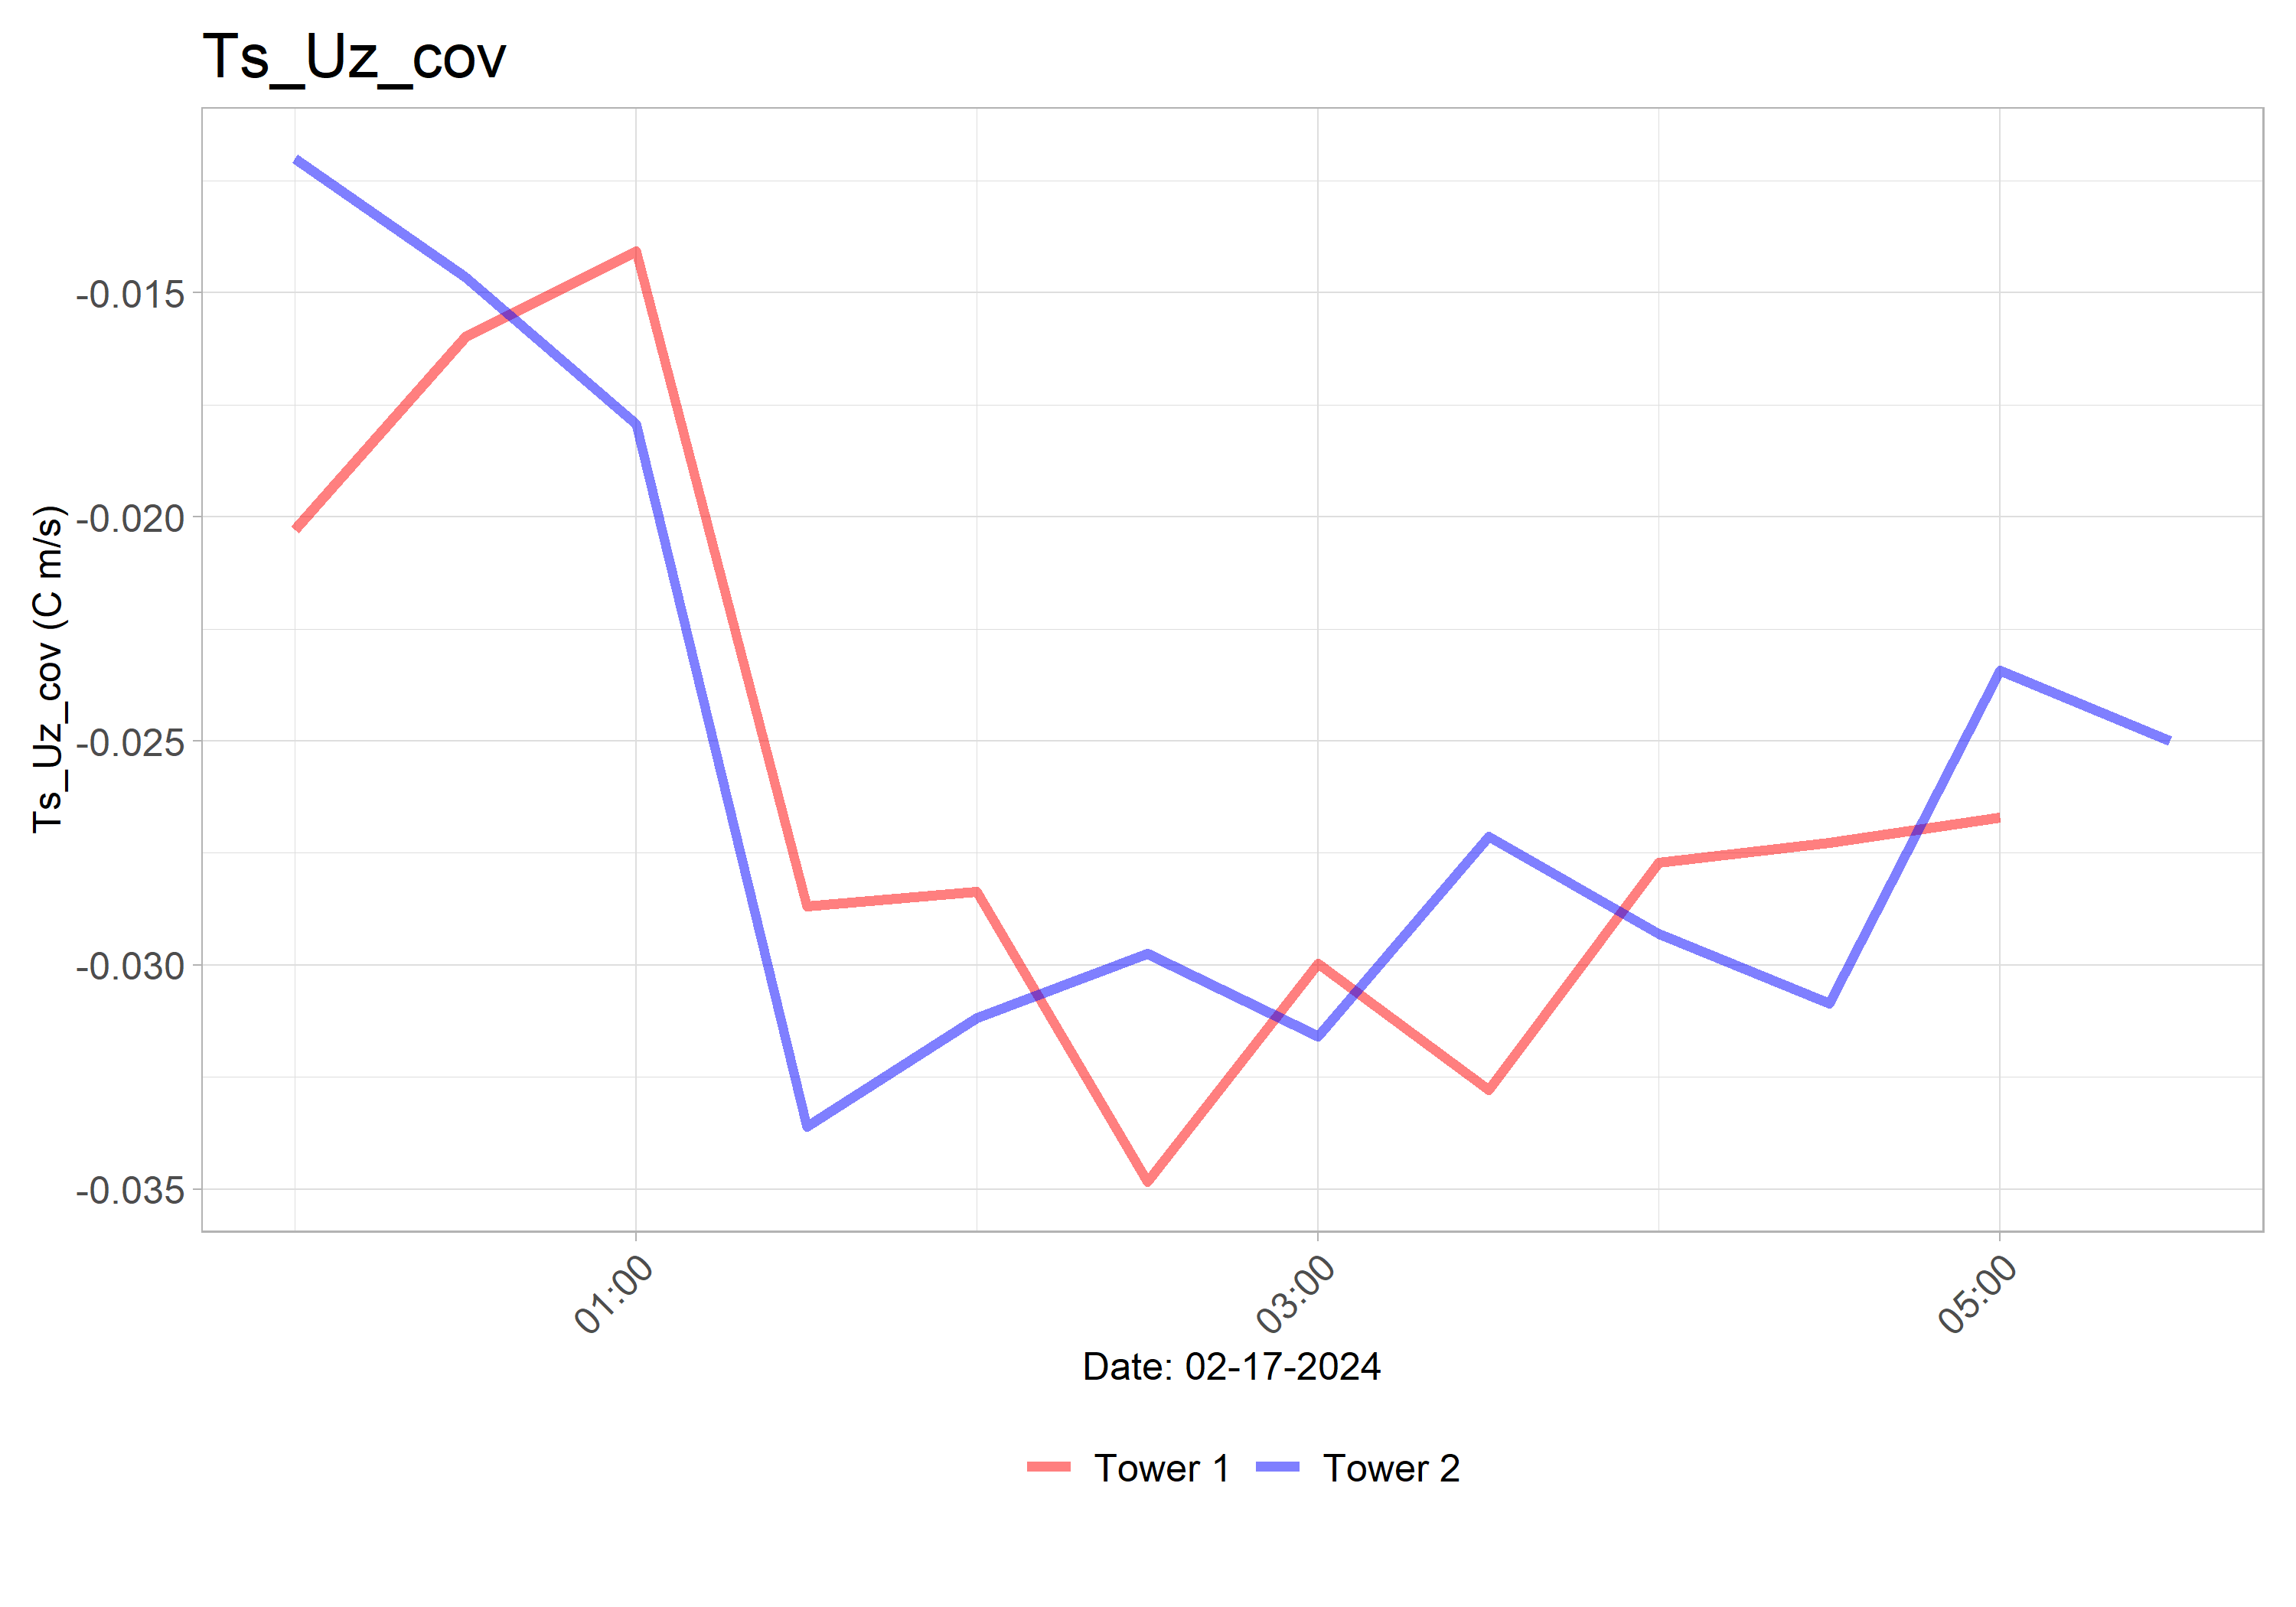 Ts_Uz_cov
Ts_Uz_cov (C m/s)
-0.015
-0.020
-0.025
-0.030
-0.035
01:00
03:00
05:00
Date: 02-17-2024
Tower 1
Tower 2